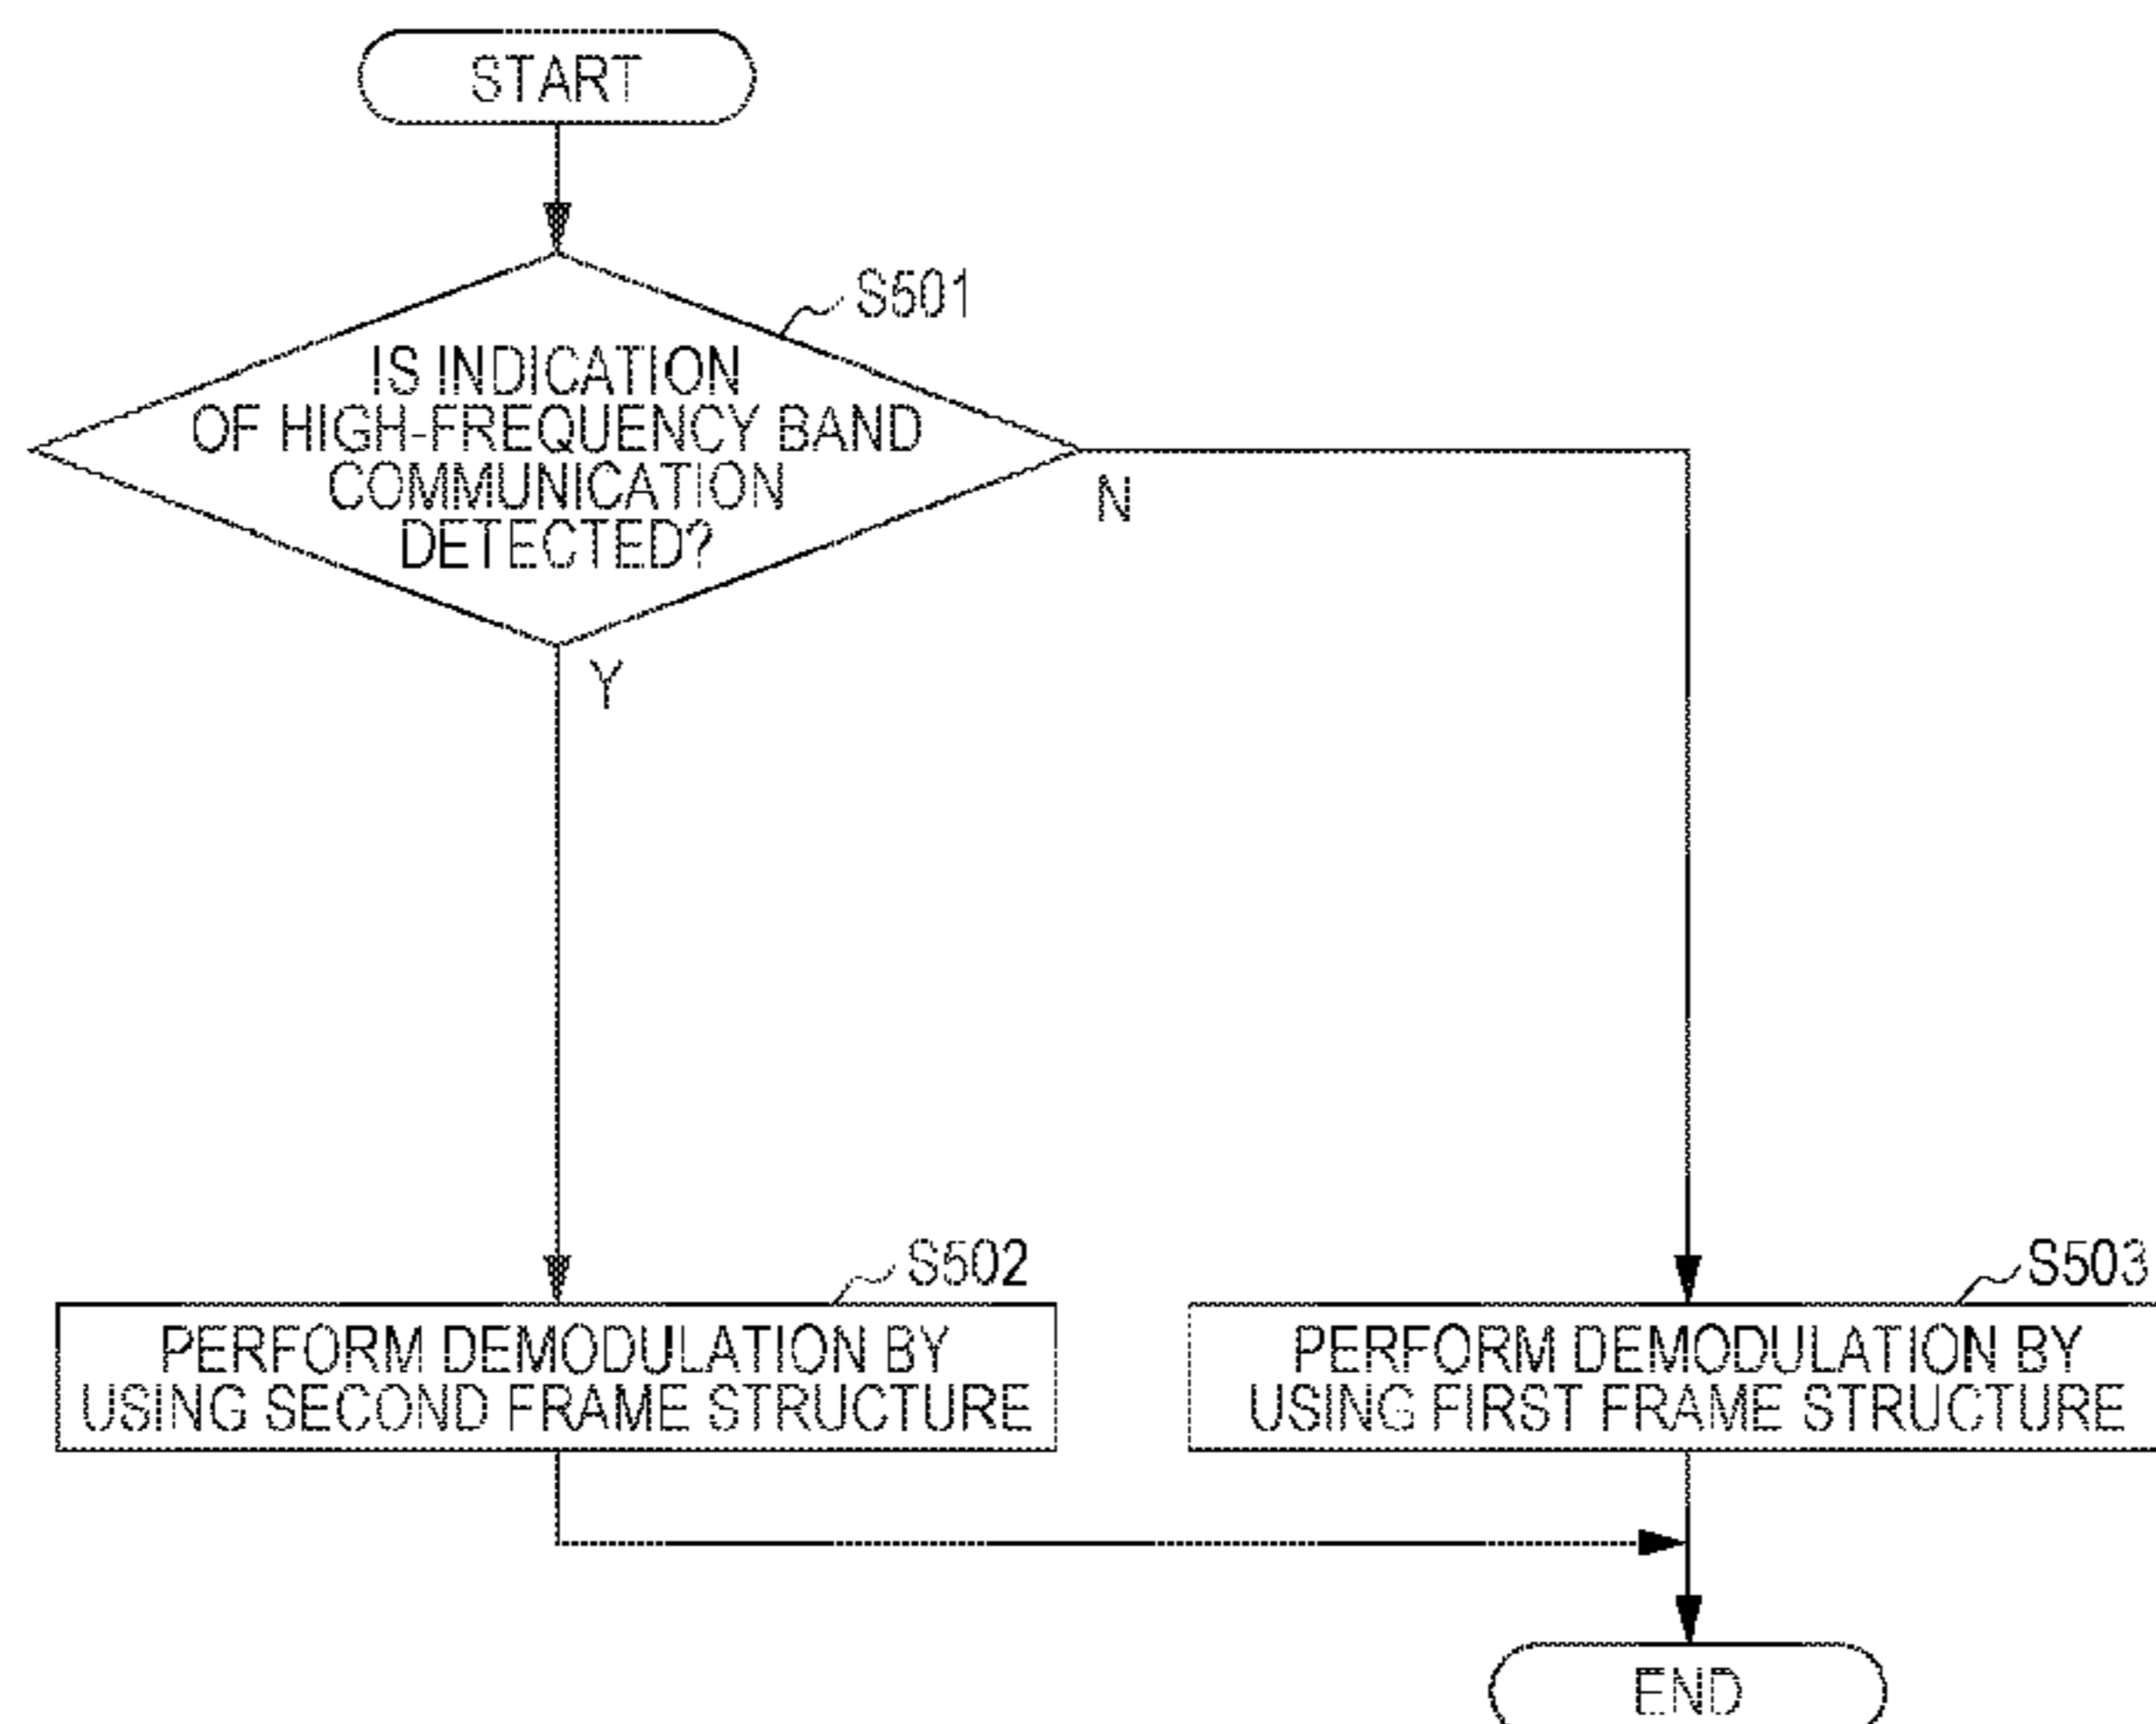 START
S501
IS INDICATION
OF HIGH-FREQUENCY BAND
COMMUNICATION
DETECTED?
N
Y
S502
PERFORM DEMODULATION BY
USING SECOND FRAME STRUCTURE
S503
PERFORM DEMODULATION BY
USING FIRST FRAME STRUCTURE
END